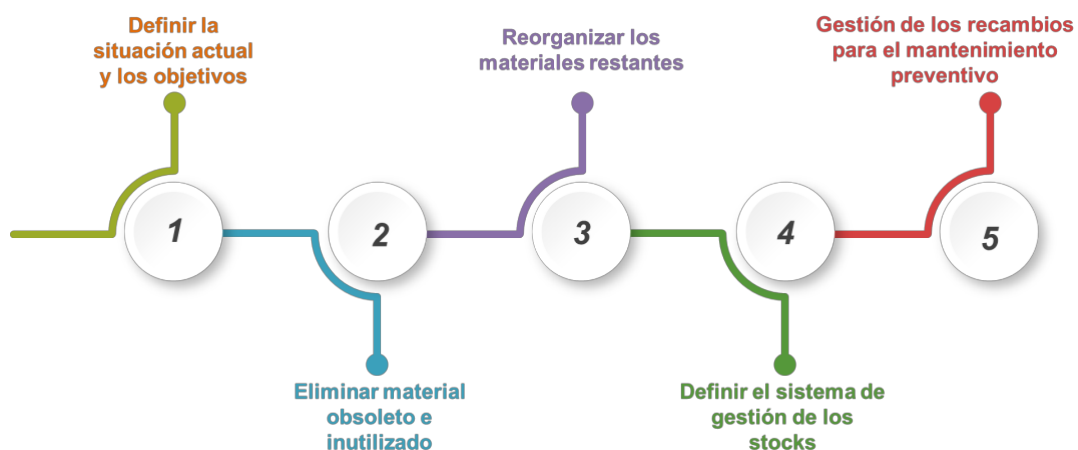 Definir la
situación actual
y los objetivos
1
Eliminar material
obsoleto e
inutilizado
2
Reorganizar los
materiales restantes
3
Definir el sistema de
gestión de los
stocks
4
Gestión de los recambios
para el mantenimiento
preventivo
5